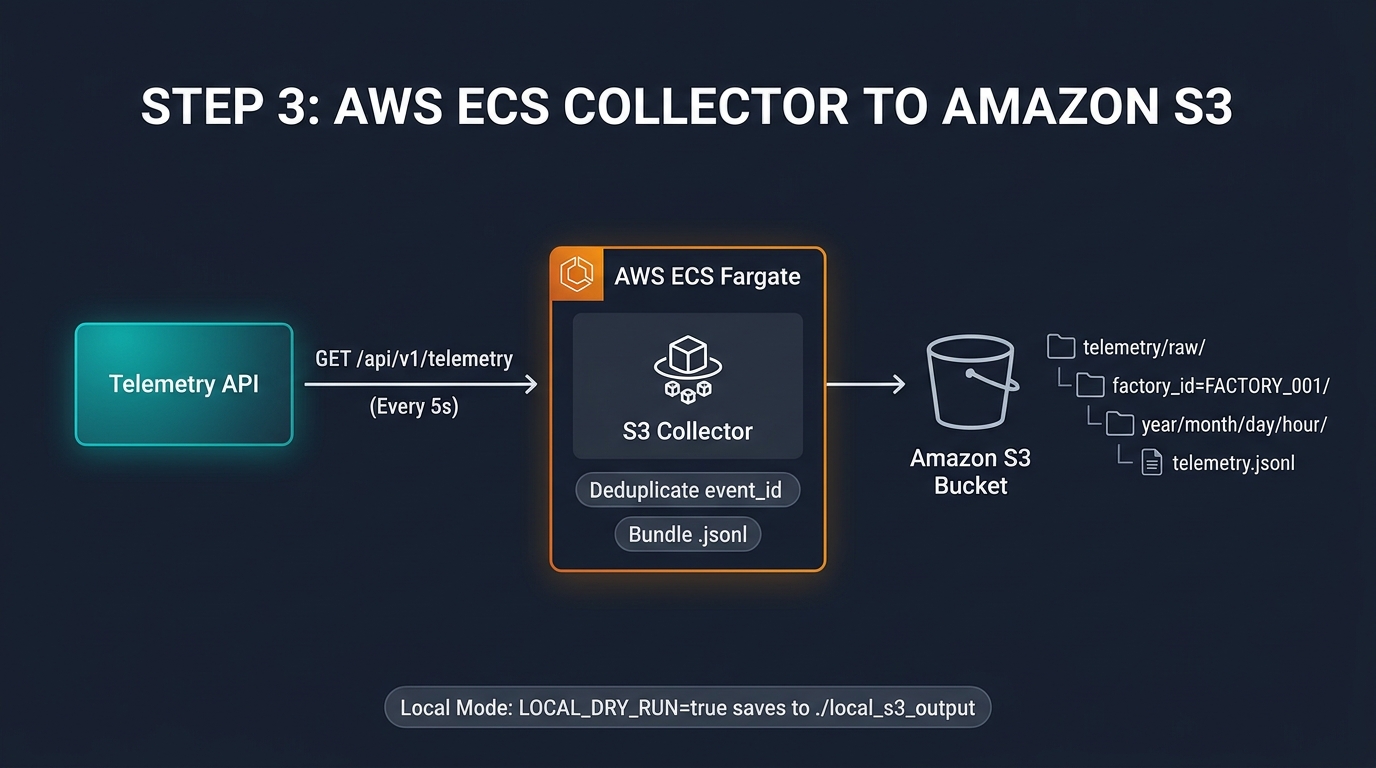 STEP 3: AWS ECS COLLECTOR TO AMAZON S3
Telemetry API
GET /api/v1/telemetry
(Every 5s)
AWS ECS Fargate
S3 Collector
Deduplicate event_id
Bundle .jsonl
Amazon S3
Bucket
telemetry/raw/
factory_id=FACTORY_001/
year/month/day/hour/
telemetry.jsonl
Local Mode: LOCAL_DRY_RUN=true saves to ./local_s3_output